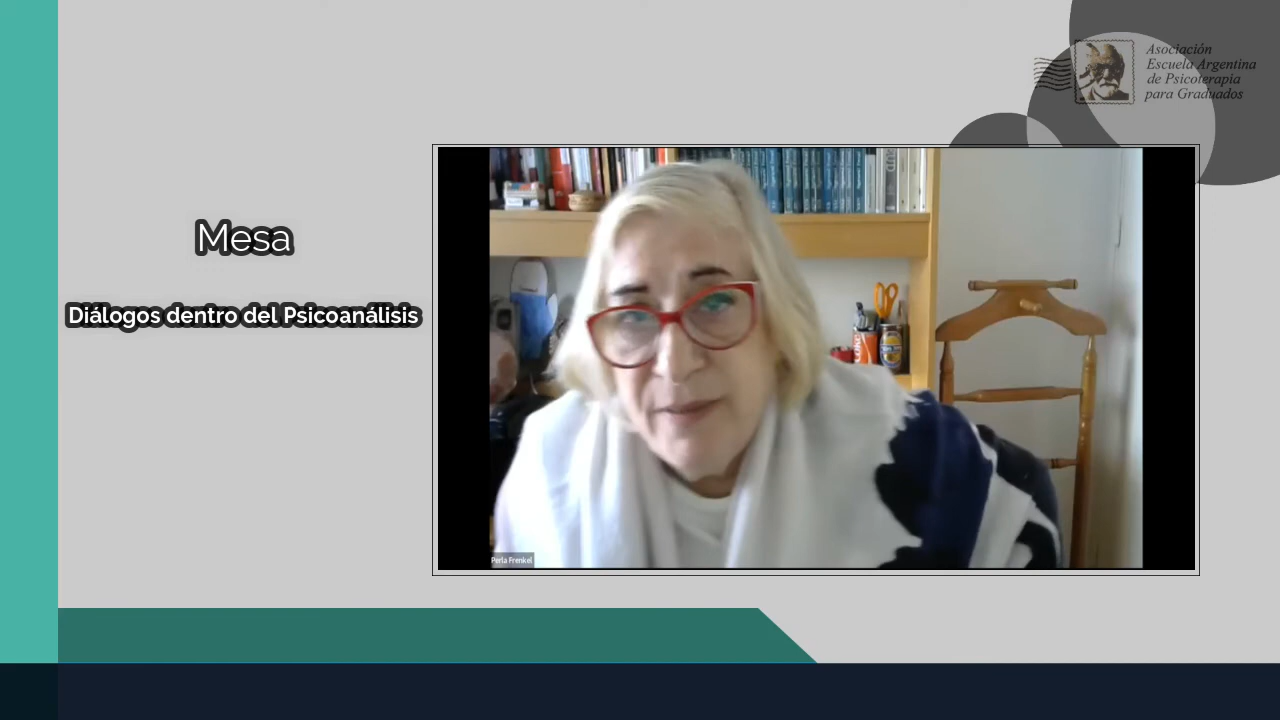 Asociación
Escuela Argentina
de Psicoterapia
para Graduados
Mesa
Diálogos dentro del Psicoanálisis
Perla Frenkel